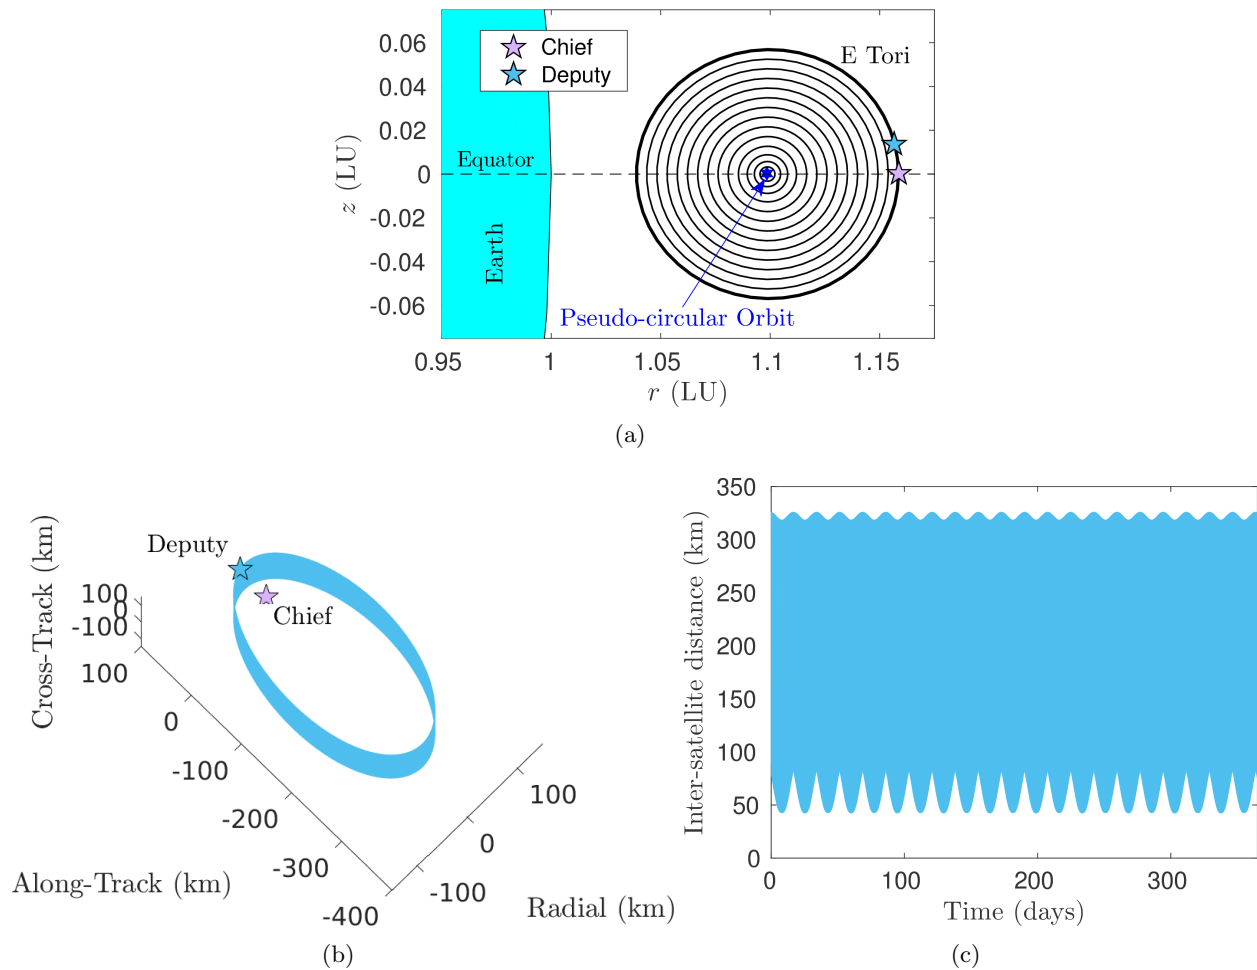 Chief
Deputy
E Tori
Equator
Earth
Pseudo-circular Orbit
0.06
0.04
0.02
0
-0.02
-0.04
-0.06
z (LU)
0.95
1
1.05
1.1
1.15
r (LU)
(a)
Deputy
Chief
Cross-Track (km)
100
0
-100
100
0
-100
-200
-300
-400
Along-Track (km)
100
0
-100
Radial (km)
(b)
350
300
250
200
150
100
50
0
Inter-satellite distance (km)
0
100
200
300
Time (days)
(c)